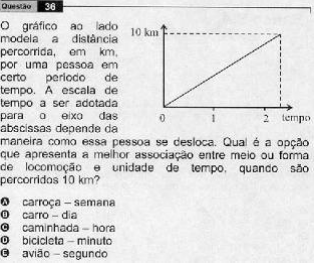 Questão 36
O gráfico ao lado
modela a distância
percorrida, em km,
por uma pessoa em
certo período de
tempo. A escala de
tempo a ser adotada
para o eixo das
abscissas depende da
10 km
0 1 2 tempo
maneira como essa pessoa se desloca. Qual é a opção
que apresenta a melhor associação entre meio ou forma
de locomoção e unidade de tempo, quando são
percorridos 10 km?
A carroça – semana
B carro – dia
C caminhada – hora
D bicicleta – minuto
E avião – segundo